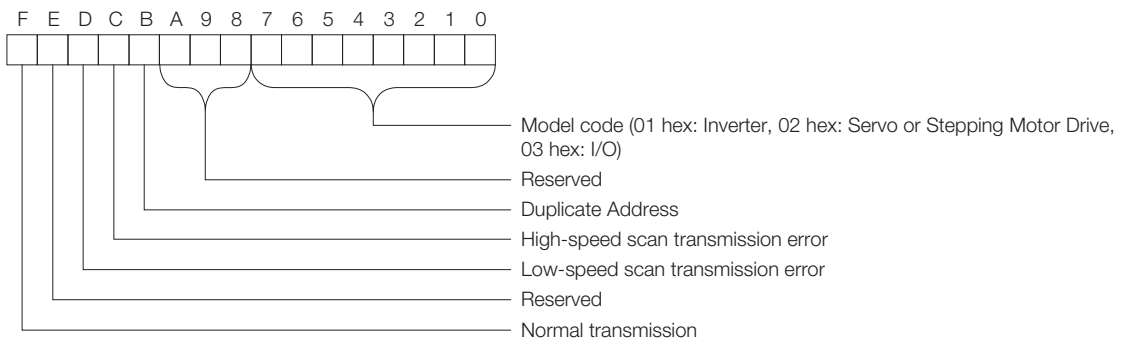 F E D C B A 9 8 7 6 5 4 3 2 1 0
Model code (01 hex: Inverter, 02 hex: Servo or Stepping Motor Drive,
03 hex: I/O)
Reserved
Duplicate Address
High-speed scan transmission error
Low-speed scan transmission error
Reserved
Normal transmission